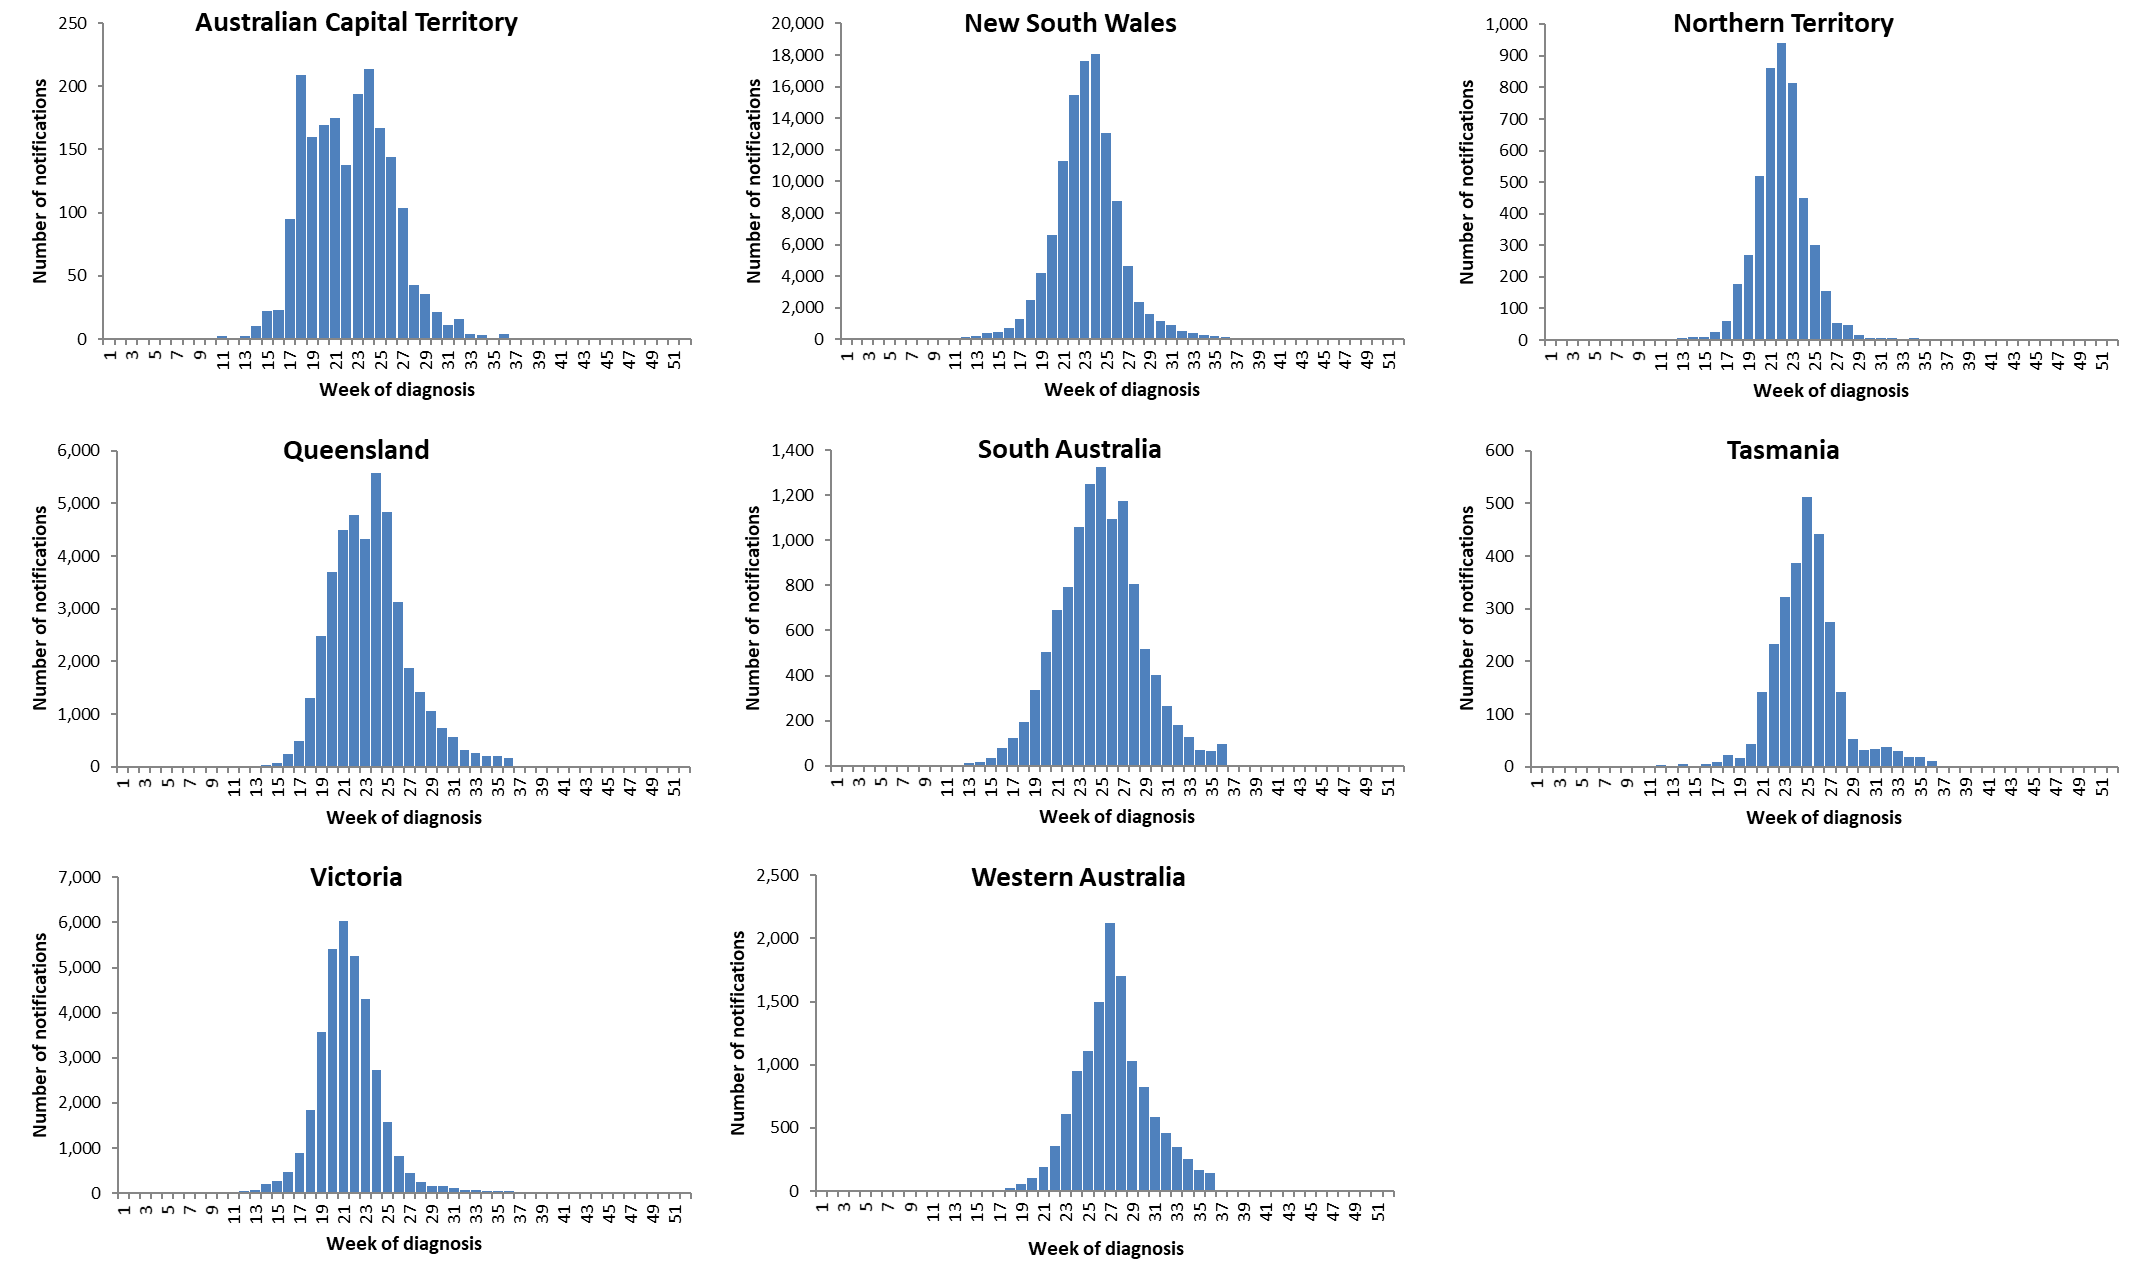 Australian Capital Territory
Number of notifications
250
200
150
100
50
0
1 3 5 7 9 11 13 15 17 19 21 23 25 27 29 31 33 35 37 39 41 43 45 47 49 51
Week of diagnosis
New South Wales
Number of notifications
20,000
18,000
16,000
14,000
12,000
10,000
8,000
6,000
4,000
2,000
0
1 3 5 7 9 11 13 15 17 19 21 23 25 27 29 31 33 35 37 39 41 43 45 47 49 51
Week of diagnosis
Northern Territory
Number of notifications
1,000
900
800
700
600
500
400
300
200
100
0
1 3 5 7 9 11 13 15 17 19 21 23 25 27 29 31 33 35 37 39 41 43 45 47 49 51
Week of diagnosis
Queensland
Number of notifications
6,000
5,000
4,000
3,000
2,000
1,000
0
1 3 5 7 9 11 13 15 17 19 21 23 25 27 29 31 33 35 37 39 41 43 45 47 49 51
Week of diagnosis
South Australia
Number of notifications
1,400
1,200
1,000
800
600
400
200
0
1 3 5 7 9 11 13 15 17 19 21 23 25 27 29 31 33 35 37 39 41 43 45 47 49 51
Week of diagnosis
Tasmania
Number of notifications
600
500
400
300
200
100
0
1 3 5 7 9 11 13 15 17 19 21 23 25 27 29 31 33 35 37 39 41 43 45 47 49 51
Week of diagnosis
Victoria
Number of notifications
7,000
6,000
5,000
4,000
3,000
2,000
1,000
0
1 3 5 7 9 11 13 15 17 19 21 23 25 27 29 31 33 35 37 39 41 43 45 47 49 51
Week of diagnosis
Western Australia
Number of notifications
2,500
2,000
1,500
1,000
500
0
1 3 5 7 9 11 13 15 17 19 21 23 25 27 29 31 33 35 37 39 41 43 45 47 49 51
Week of diagnosis